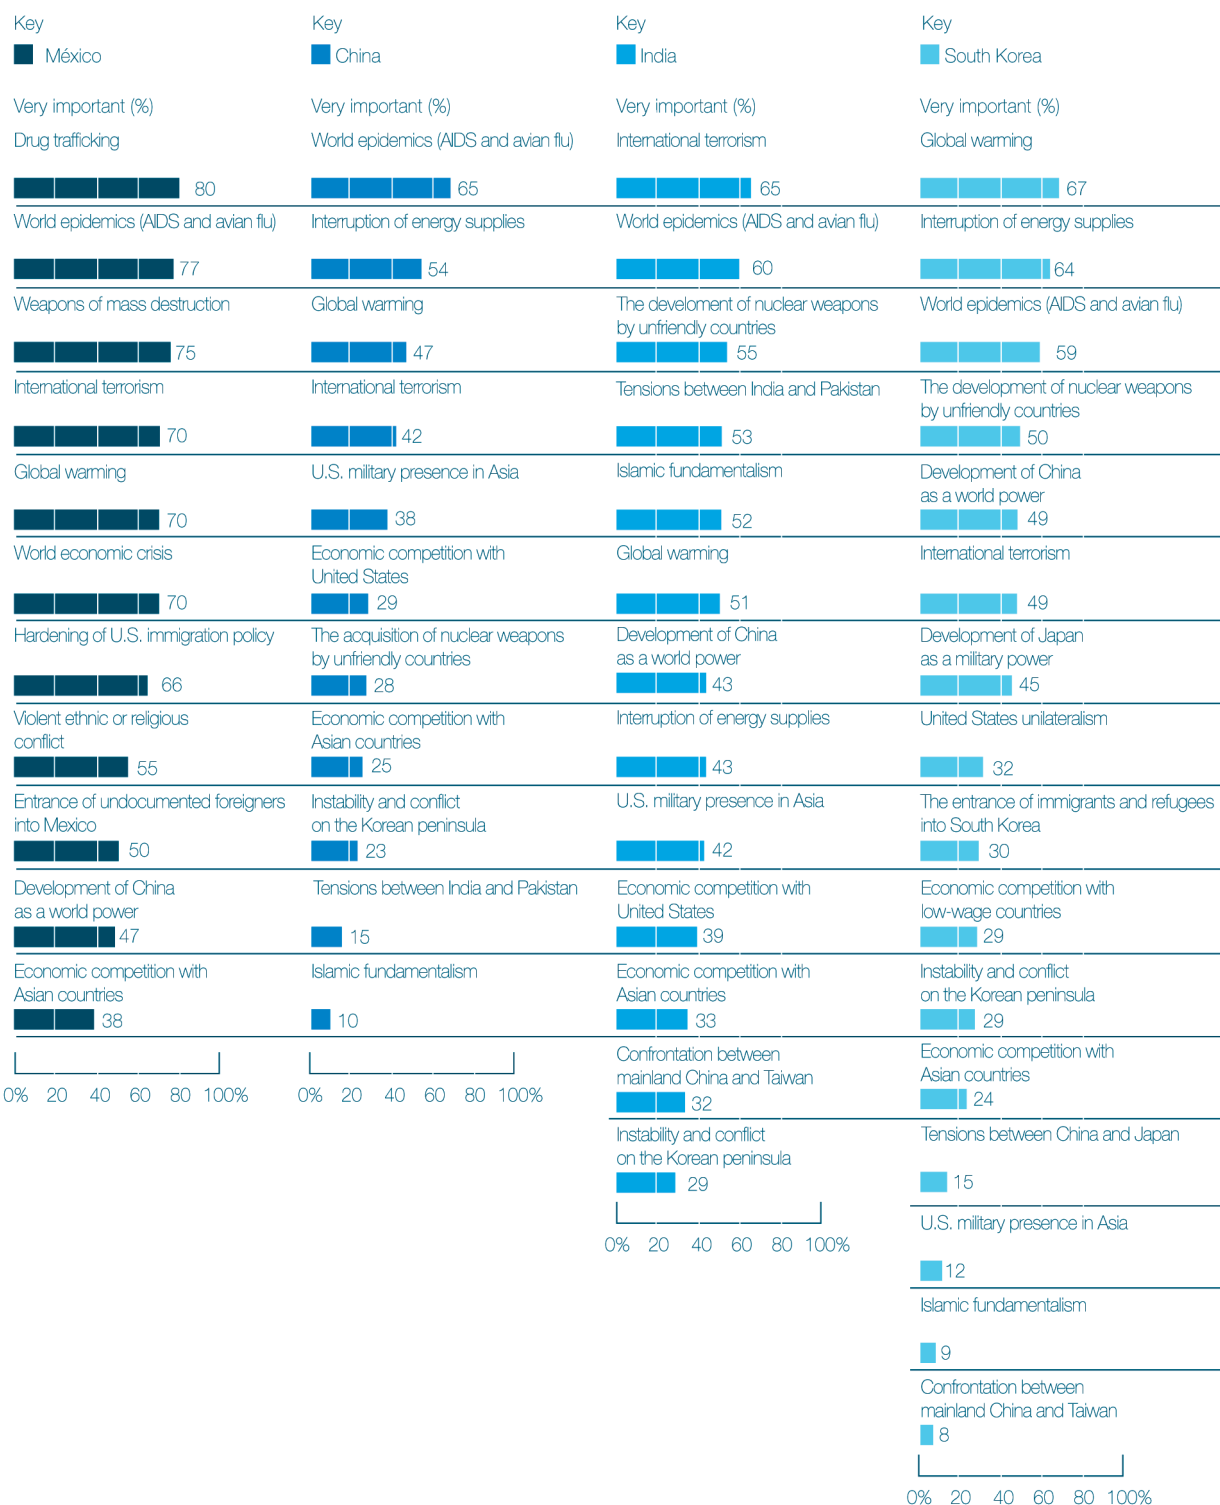 Key
México
Very important (%)
Drug trafficking
80
World epidemics (AIDS and avian flu)
77
Weapons of mass destruction
75
International terrorism
70
Global warming
70
World economic crisis
70
Hardening of U.S. immigration policy
66
Violent ethnic or religious
conflict
55
Entrance of undocumented foreigners
into Mexico
50
Development of China
as a world power
47
Economic competition with
Asian countries
38
0% 20 40 60 80 100%
Key
China
Very important (%)
World epidemics (AIDS and avian flu)
65
Interruption of energy supplies
54
Global warming
47
International terrorism
42
U.S. military presence in Asia
38
Economic competition with
United States
29
The acquisition of nuclear weapons
by unfriendly countries
28
Economic competition with
Asian countries
25
Instability and conflict
on the Korean peninsula
23
Tensions between India and Pakistan
15
Islamic fundamentalism
10
0% 20 40 60 80 100%
Key
India
Very important (%)
International terrorism
65
World epidemics (AIDS and avian flu)
60
The develoment of nuclear weapons
by unfriendly countries
55
Tensions between India and Pakistan
53
Islamic fundamentalism
52
Global warming
51
Development of China
as a world power
43
Interruption of energy supplies
43
U.S. military presence in Asia
42
Economic competition with
United States
39
Economic competition with
Asian countries
33
Confrontation between
mainland China and Taiwan
32
Instability and conflict
on the Korean peninsula
29
0% 20 40 60 80 100%
Key
South Korea
Very important (%)
Global warming
67
Interruption of energy supplies
64
World epidemics (AIDS and avian flu)
59
The development of nuclear weapons
by unfriendly countries
50
Development of China
as a world power
49
International terrorism
49
Development of Japan
as a military power
45
United States unilateralism
32
The entrance of immigrants and refugees
into South Korea
30
Economic competition with
low-wage countries
29
Instability and conflict
on the Korean peninsula
29
Economic competition with
Asian countries
24
Tensions between China and Japan
15
U.S. military presence in Asia
12
Islamic fundamentalism
9
Confrontation between
mainland China and Taiwan
8
0% 20 40 60 80 100%